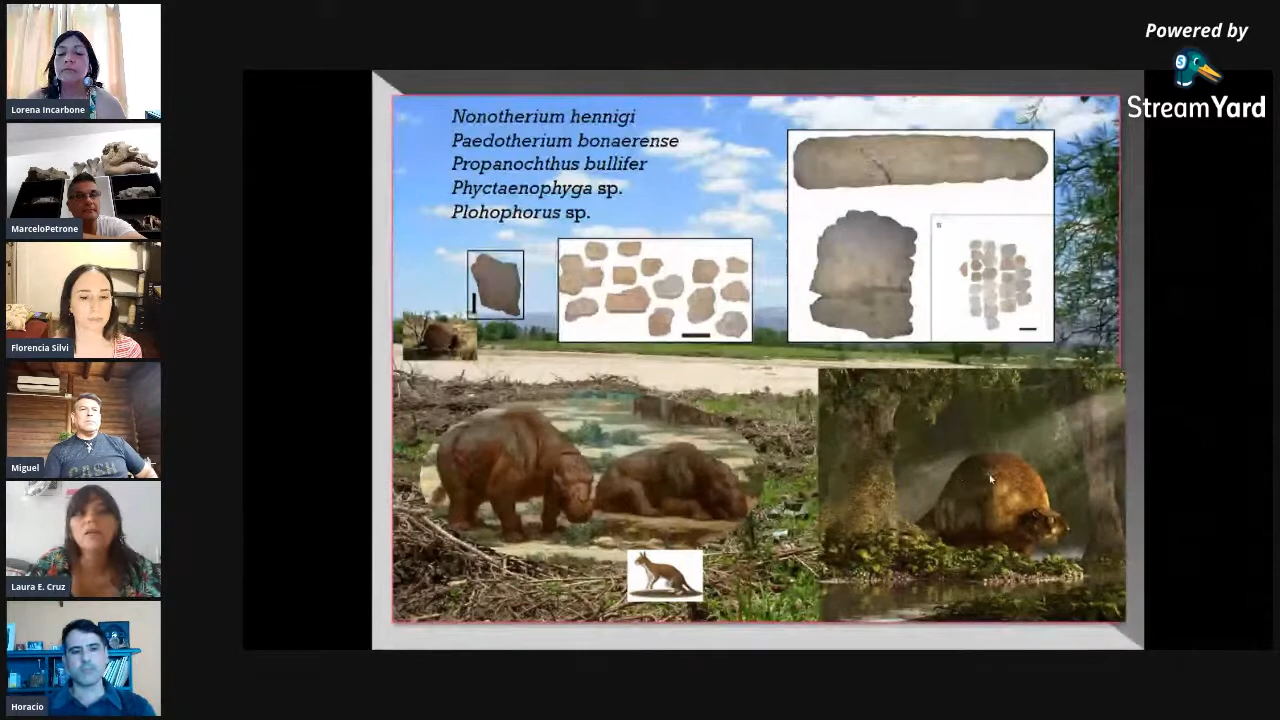 Lorena Incarbone
MarceloPetrone
Florencia Silvi
Miguel
CASH
Laura E. Cruz
Horacio
Nonotherium hennigi
Paedotherium bonaerense
Propanochthus bullifer
Phyctaenophyga sp.
Plohophorus sp.
Powered by
StreamYard